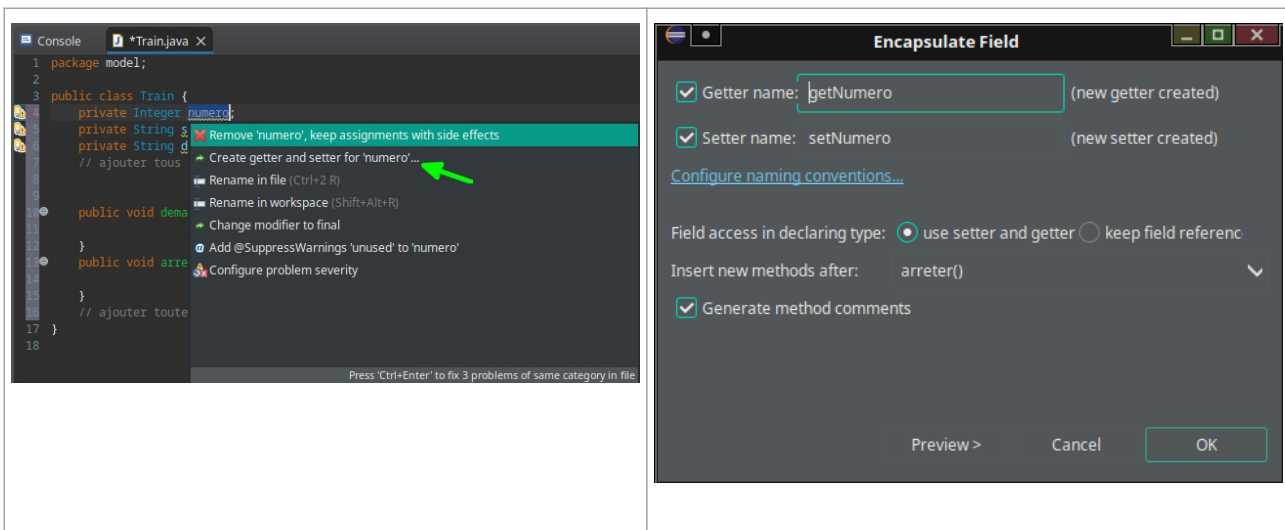 Console *Train.java
1 package model;
2
3 public class Train {
4 private Integer numero;
5 private String s
6 private String d
7 // ajouter tous
8
9
10 public void dema
11
12 }
13 public void arre
14
15 }
16 // ajouter toute
17 }
18
Remove 'numero', keep assignments with side effects
Create getter and setter for 'numero'...
Rename in file (Ctrl+2 R)
Rename in workspace (Shift+Alt+R)
Change modifier to final
Add @SuppressWarnings 'unused' to 'numero'
Configure problem severity
Press 'Ctrl+Enter' to fix 3 problems of same category in file
Encapsulate Field
Getter name: getNumero (new getter created)
Setter name: setNumero (new setter created)
Configure naming conventions...
Field access in declaring type: use setter and getter keep field referenc
Insert new methods after: arreter()
Generate method comments
Preview > Cancel OK